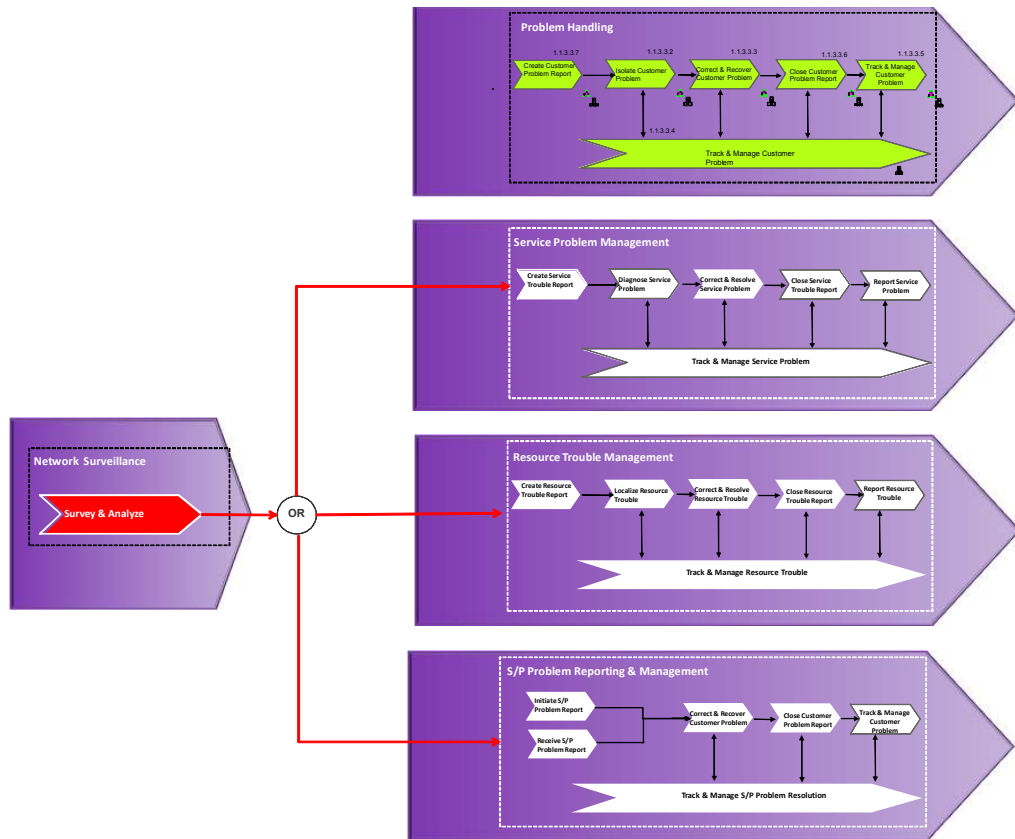 Problem Handling
1.1.3.3.7
1.1.3.3.2
1.1.3.3.3
1.1.3.3.6
1.1.3.3.5
Create Customer
Problem Report
Isolate Customer
Problem
Correct & Recover
Customer Problem
Close Customer
Problem Report
Track & Manage
Customer
Problem
1.1.3.3.4
Track & Manage Customer
Problem
Service Problem Management
Create Service
Trouble Report
Diagnose Service
Problem
Correct & Resolve
Service Problem
Close Service
Trouble Report
Report Service
Problem
Track & Manage Service Problem
Network Surveillance
Survey & Analyze
OR
Resource Trouble Management
Create Resource
Trouble Report
Localize Resource
Trouble
Correct & Resolve
Resource Trouble
Close Resource
Trouble Report
Report Resource
Trouble
Track & Manage Resource Trouble
S/P Problem Reporting & Management
Initiate S/P
Problem Report
Receive S/P
Problem Report
Correct & Recover
Customer Problem
Close Customer
Problem Report
Track & Manage
Customer
Problem
Track & Manage S/P Problem Resolution